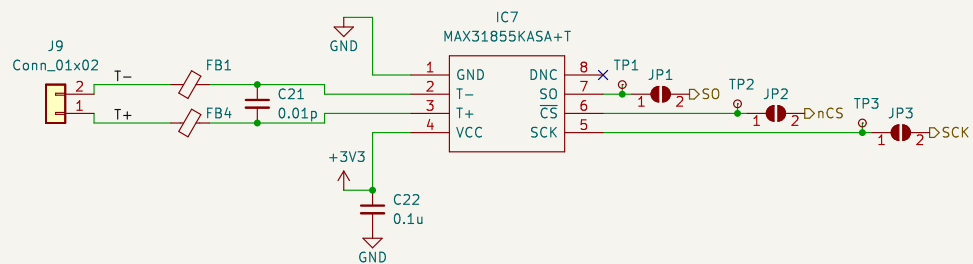 IC7
MAX31855KASA+T
J9
Conn_01x02
T-
FB1
GND
2
1
T+
FB4
C21
0.01p
1 GND
2 T-
3 T+
4 VCC
DNC 8
SO 7
CS 6
SCK 5
TP1
JP1
1 2
SO
TP2
JP2
1 2
nCS
TP3
JP3
1 2
SCK
+3V3
C22
0.1u
GND